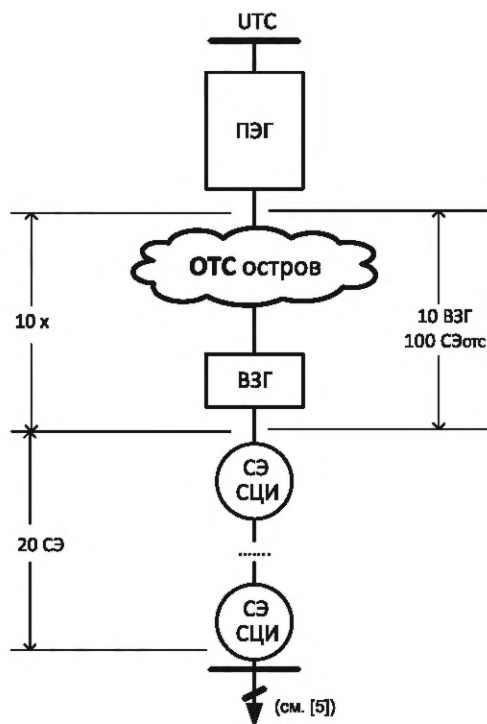 UTC
ПЭГ
ОТС остров
10 x
10 ВЗГ
100 СЭотс
ВЗГ
СЭ
СЦИ
20 СЭ
........
СЭ
СЦИ
(см. [5])